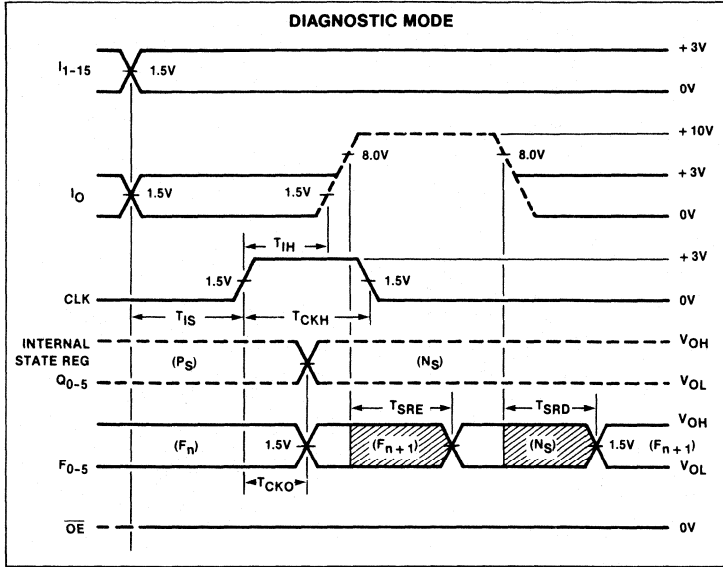 DIAGNOSTIC MODE
I1-15
1.5V
+3V
0V
+10V
8.0V
8.0V
+3V
IO
1.5V
1.5V
0V
TIH
+3V
1.5V
1.5V
CLK
0V
TIS
TCKH
INTERNAL
STATE REG
Q0-5
(PS)
(NS)
VOH
VOL
TSRE
TSRD
VOH
(Fn)
1.5V
(Fn+1)
(NS)
1.5V
(Fn+1)
F0-5
VOL
TCKO
OE
0V